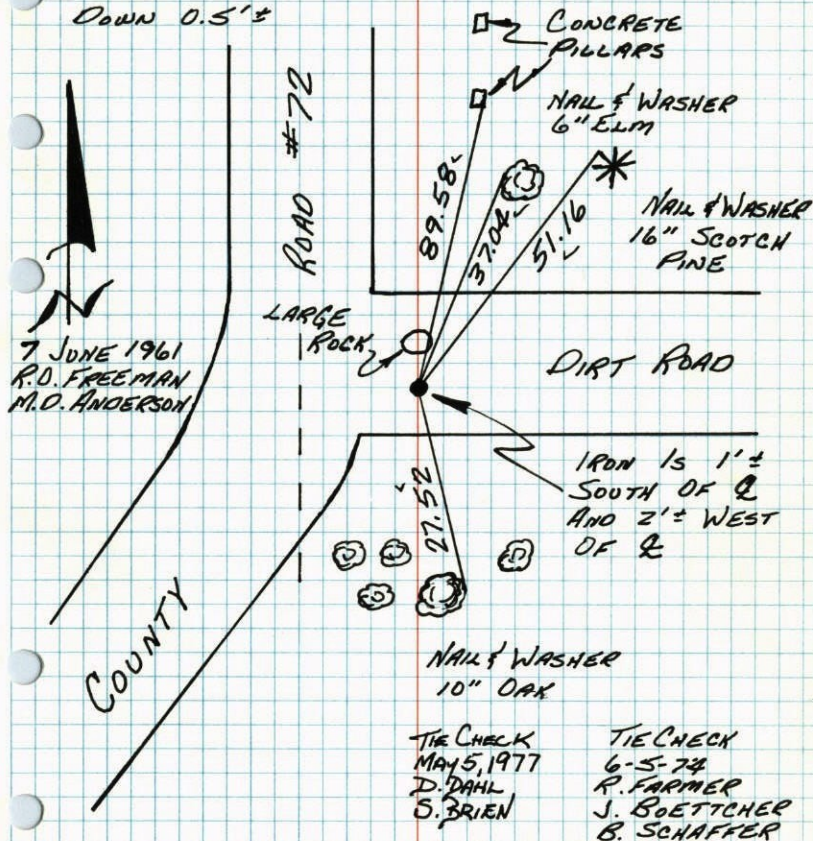 DOWN 0.5'±
CONCRETE
PILLARS
ROAD #72
NAIL & WASHER
6" ELM
89.58
37.04
51.16
NAIL & WASHER
16" SCOTCH
PINE
LARGE
ROCK
7 JUNE 1961
R.O. FREEMAN
M.O. ANDERSON
DIRT ROAD
IRON IS 1'±
SOUTH OF ℄
AND 2'± WEST
OF ℄
27.52
COUNTY
NAIL & WASHER
10" OAK
TIE CHECK
MAY 5, 1977
D. DAHL
S. BRIEN
TIE CHECK
6-5-74
R. FARMER
J. BOETTCHER
B. SCHAFFER